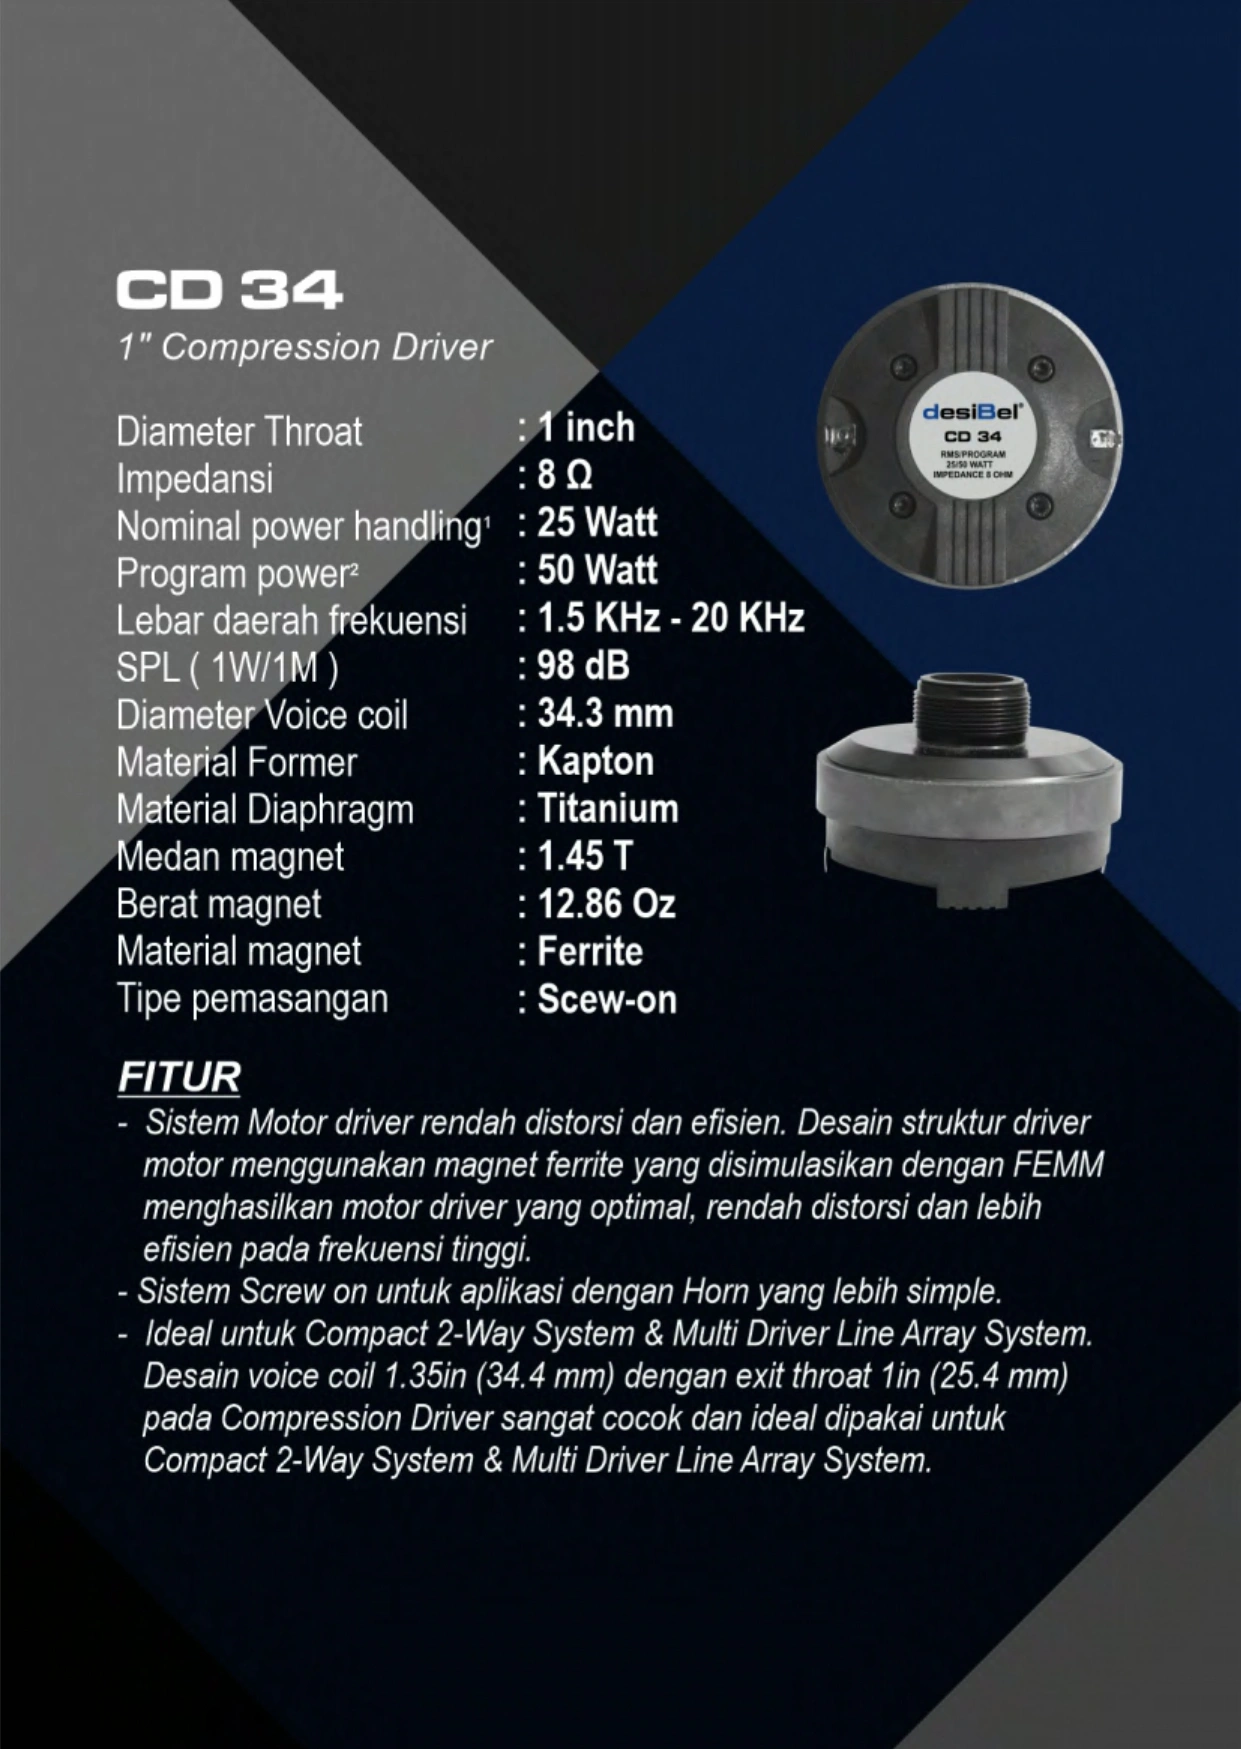 CD 34
1" Compression Driver
Diameter Throat : 1 inch
Impedansi : 8 Ω
Nominal power handling¹ : 25 Watt
Program power² : 50 Watt
Lebar daerah frekuensi : 1.5 KHz - 20 KHz
SPL ( 1W/1M ) : 98 dB
Diameter Voice coil : 34.3 mm
Material Former : Kapton
Material Diaphragm : Titanium
Medan magnet : 1.45 T
Berat magnet : 12.86 Oz
Material magnet : Ferrite
Tipe pemasangan : Scew-on
desiBel®
CD 34
RMS/PROGRAM
25/50 WATT
IMPEDANCE 8 OHM
FITUR
- Sistem Motor driver rendah distorsi dan efisien. Desain struktur driver
motor menggunakan magnet ferrite yang disimulasikan dengan FEMM
menghasilkan motor driver yang optimal, rendah distorsi dan lebih
efisien pada frekuensi tinggi.
- Sistem Screw on untuk aplikasi dengan Horn yang lebih simple.
- Ideal untuk Compact 2-Way System & Multi Driver Line Array System.
Desain voice coil 1.35in (34.4 mm) dengan exit throat 1in (25.4 mm)
pada Compression Driver sangat cocok dan ideal dipakai untuk
Compact 2-Way System & Multi Driver Line Array System.